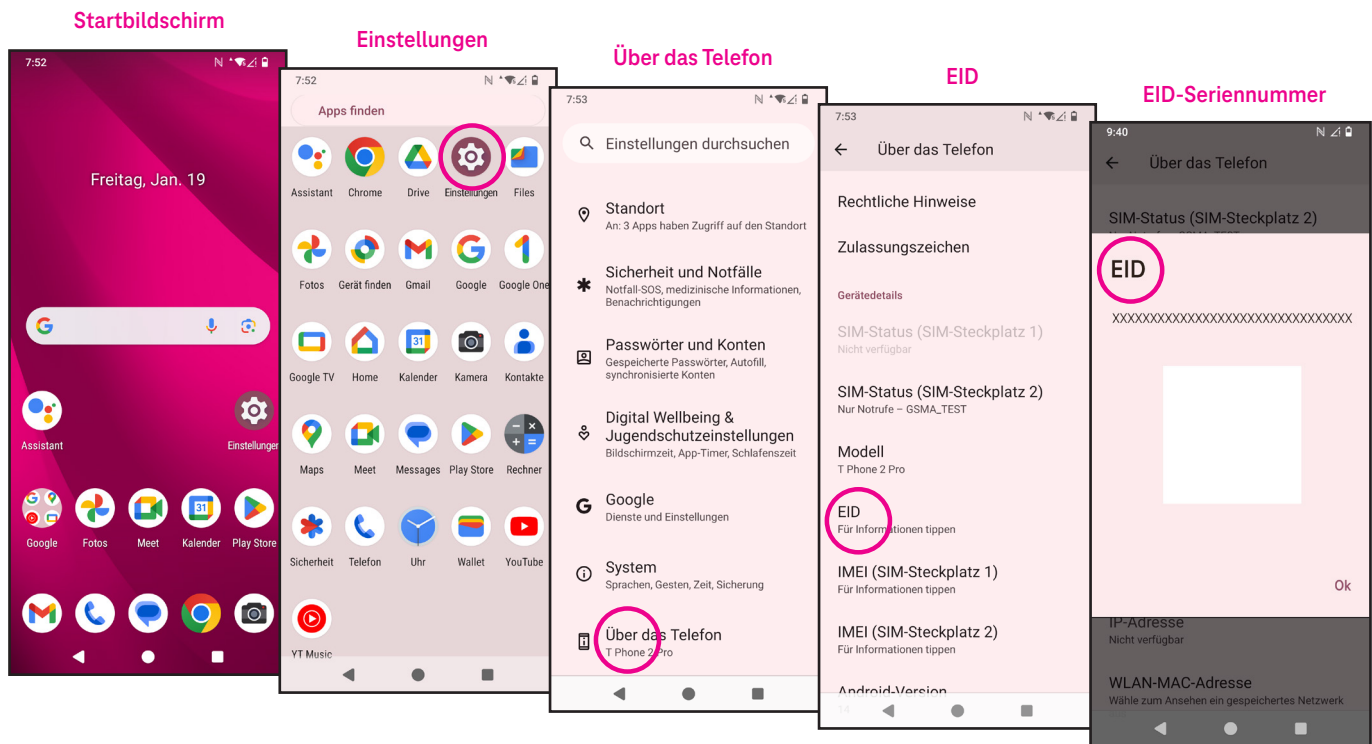 Startbildschirm
7:52
Freitag, Jan. 19
Assistant
Einstellungen
Google Fotos Meet Kalender Play Store
Einstellungen
7:52
Apps finden
Assistant Chrome Drive Einstellungen Files
Fotos Gerät finden Gmail Google Google One
31
Google TV Home Kalender Kamera Kontakte
Maps Meet Messages Play Store Rechner
Sicherheit Telefon Uhr Wallet YouTube
YT Music
Über das Telefon
7:53
Einstellungen durchsuchen
Standort
An: 3 Apps haben Zugriff auf den Standort
Sicherheit und Notfälle
Notfall-SOS, medizinische Informationen,
Benachrichtigungen
Passwörter und Konten
Gespeicherte Passwörter, Autofill,
synchronisierte Konten
Digital Wellbeing &
Jugendschutzeinstellungen
Bildschirmzeit, App-Timer, Schlafenszeit
Google
Dienste und Einstellungen
System
Sprachen, Gesten, Zeit, Sicherung
Über das Telefon
T Phone 2 Pro
EID
7:53
Über das Telefon
Rechtliche Hinweise
Zulassungszeichen
Gerätedetails
SIM-Status (SIM-Steckplatz 1)
Nicht verfügbar
SIM-Status (SIM-Steckplatz 2)
Nur Notrufe – GSMA_TEST
Modell
T Phone 2 Pro
EID
Für Informationen tippen
IMEI (SIM-Steckplatz 1)
Für Informationen tippen
IMEI (SIM-Steckplatz 2)
Für Informationen tippen
Android-Version
14
EID-Seriennummer
9:40
Über das Telefon
SIM-Status (SIM-Steckplatz 2)
EID
XXXXXXXXXXXXXXXXXXXXXXXXXXXXXXXX
Ok
IP-Adresse
Nicht verfügbar
WLAN-MAC-Adresse
Wähle zum Ansehen ein gespeichertes Netzwerk